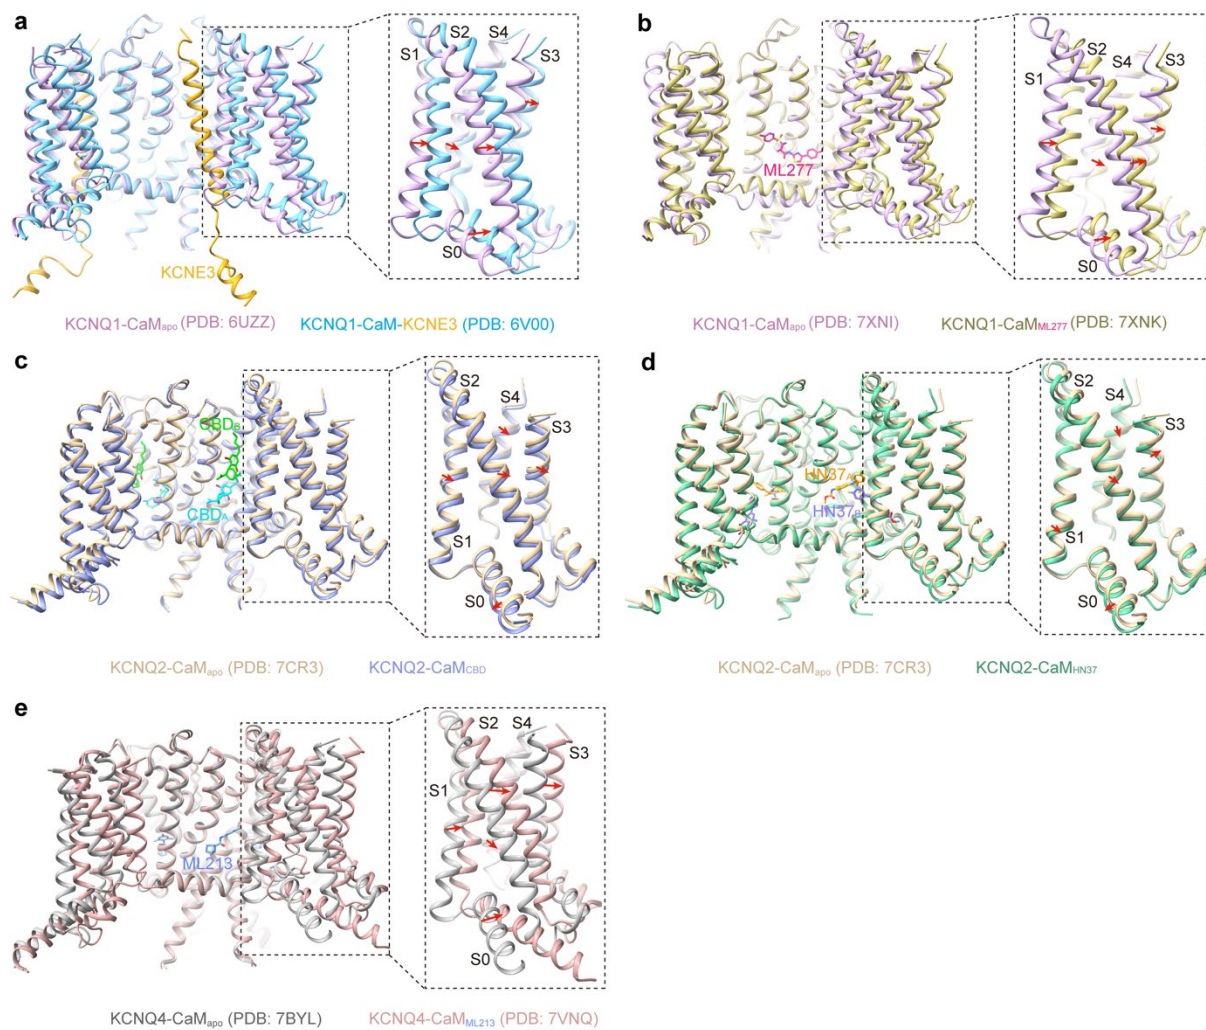 a
S1
S2
S4
S3
S0
KCNE3
KCNQ1-CaMapo (PDB: 6UZZ) KCNQ1-CaM-KCNE3 (PDB: 6V00)
b
S1
S2
S4
S3
S0
ML277
KCNQ1-CaMapo (PDB: 7XNI) KCNQ1-CaMML277 (PDB: 7XNK)
c
CBDB
CBDA
S2
S4
S3
S1
S0
KCNQ2-CaMapo (PDB: 7CR3) KCNQ2-CaMCBD
d
HN37A
HN37B
S2
S4
S3
S1
S0
KCNQ2-CaMapo (PDB: 7CR3) KCNQ2-CaMHN37
e
ML213
S2 S4
S3
S1
S0
KCNQ4-CaMapo (PDB: 7BYL) KCNQ4-CaMML213 (PDB: 7VNQ)